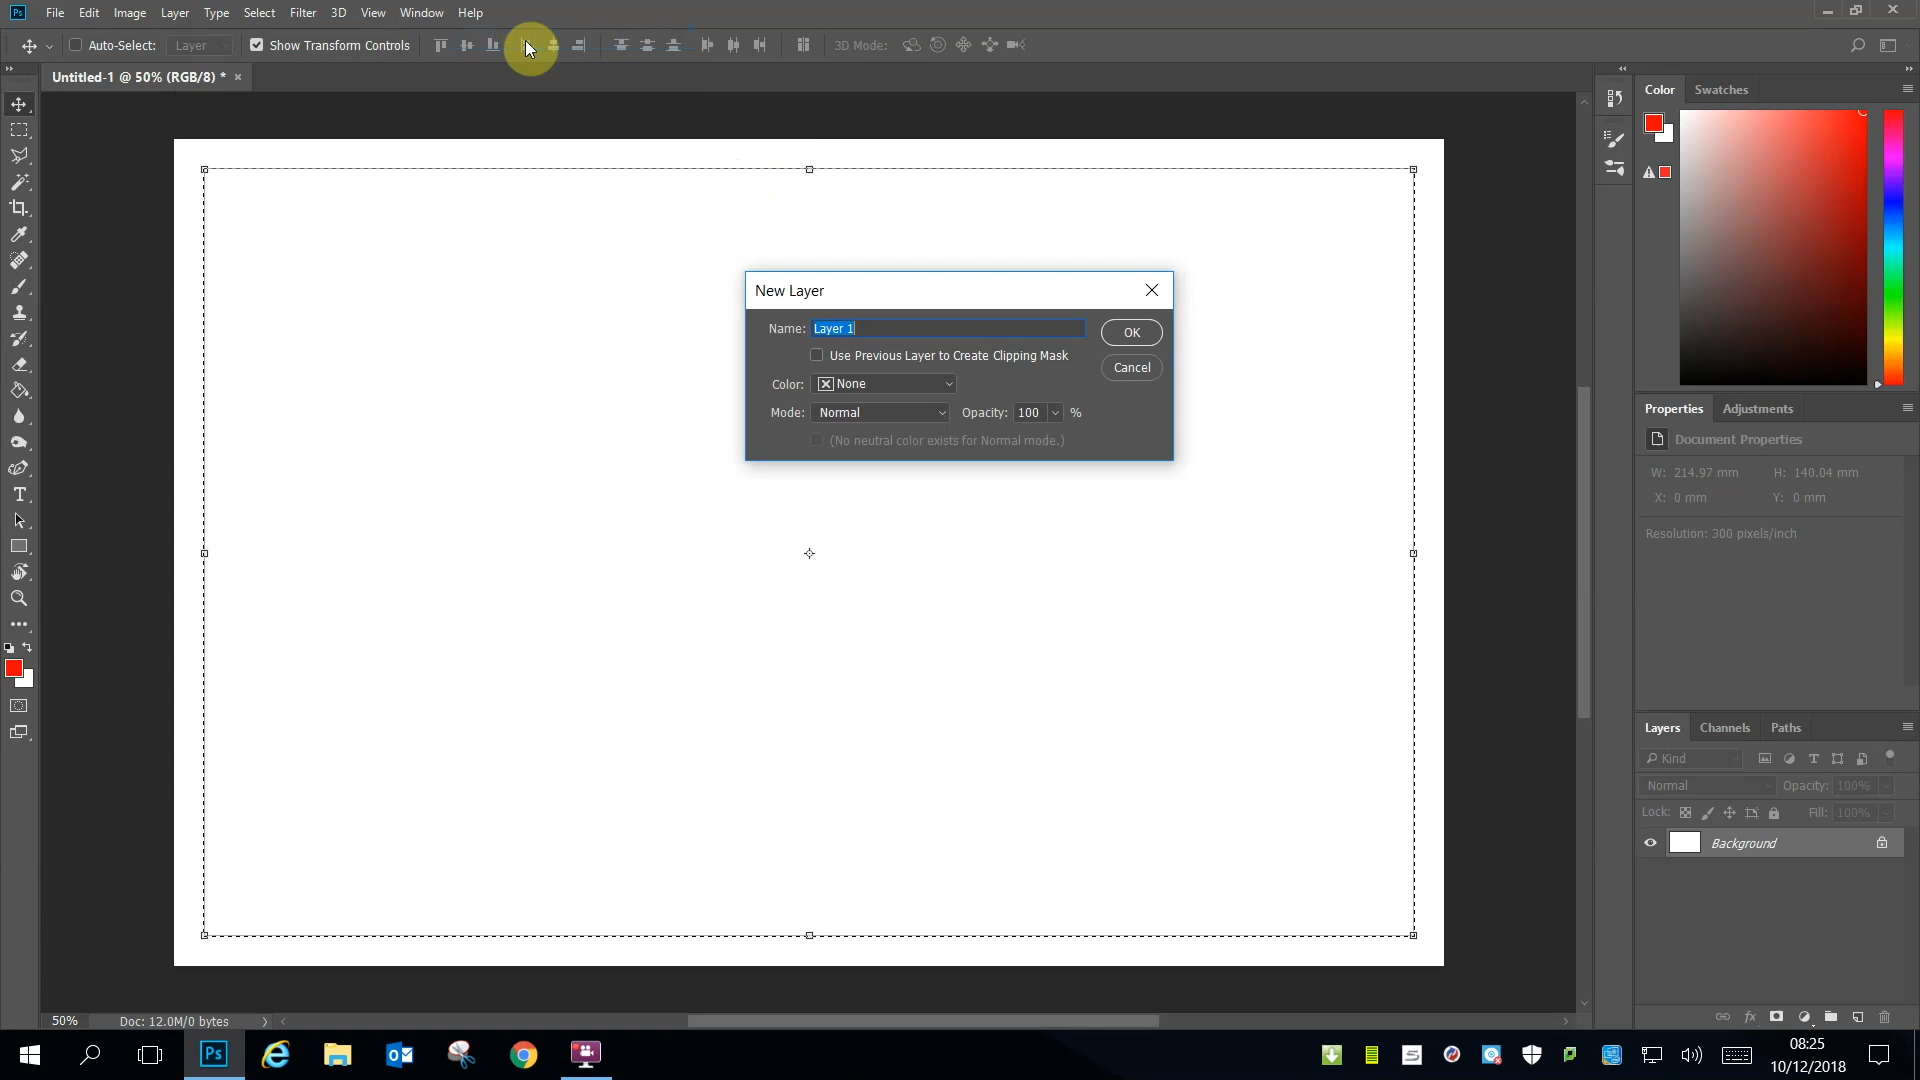 Ps File Edit Image Layer Type Select Filter 3D View Window Help
Auto-Select: Layer Show Transform Controls 3D Mode:
Untitled-1 @ 50% (RGB/8) * ×
Color Swatches
New Layer
Name: Layer 1
OK
Use Previous Layer to Create Clipping Mask
Cancel
Color: None
Mode: Normal Opacity: 100 %
(No neutral color exists for Normal mode.)
Properties Adjustments
Document Properties
W: 214.97 mm H: 140.04 mm
X: 0 mm Y: 0 mm
Resolution: 300 pixels/inch
T
Layers Channels Paths
Kind T
Normal Opacity: 100%
Lock: Fill: 100%
Background
fx
50% Doc: 12.0M/0 bytes
Ps
08:25
10/12/2018